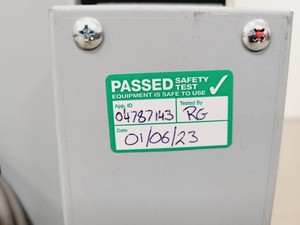 PASSED SAFETY TEST
EQUIPMENT IS SAFE TO USE
App. ID Tested By
04787143 RG
Date
01/06/23